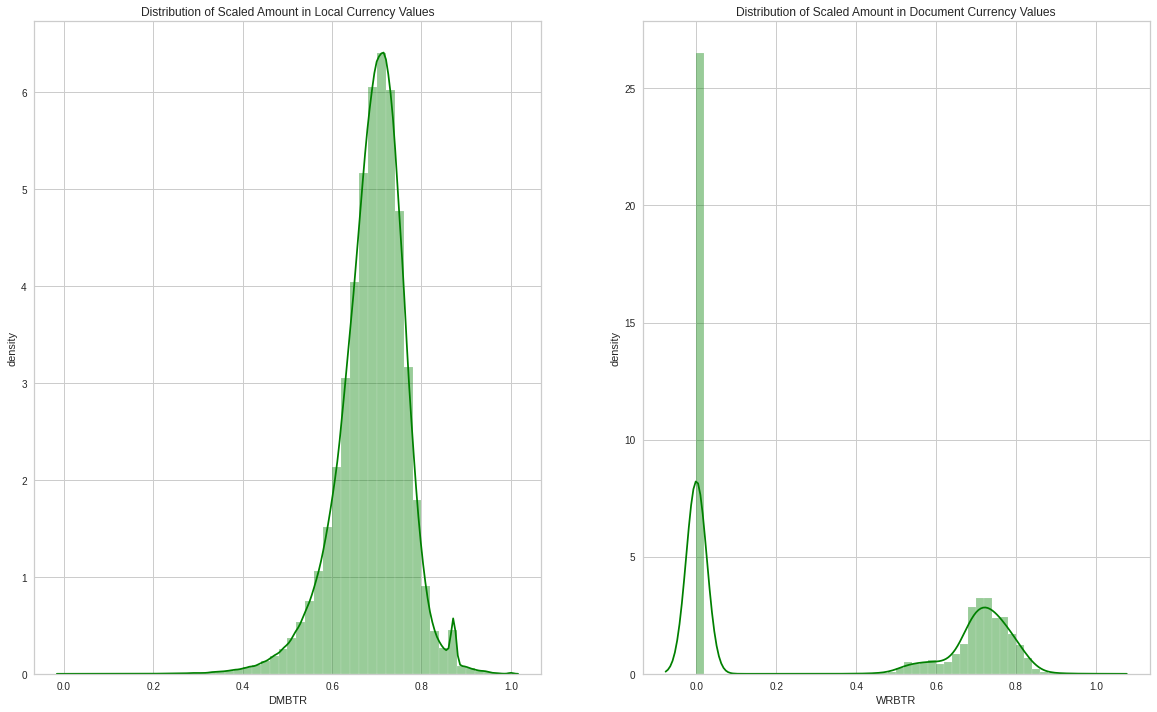 Distribution of Scaled Amount in Local Currency Values
density
6
5
4
3
2
1
0
0.0 0.2 0.4 0.6 0.8 1.0
DMBTR
Distribution of Scaled Amount in Document Currency Values
density
25
20
15
10
5
0
0.0 0.2 0.4 0.6 0.8 1.0
WRBTR